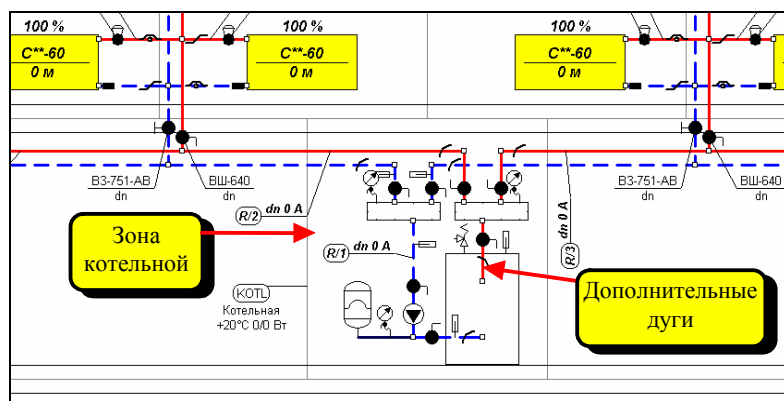 100 %
100 %
100 %
C**-60
0 м
C**-60
0 м
C**-60
0 м
ВЗ-751-АВ
dn
ВШ-640
dn
ВЗ-751-АВ
dn
ВШ-640
dn
R/2
dn 0 A
R/1
dn 0 A
R/3
dn 0 A
Зона
котельной
KOTL
Котельная
+20°C 0/0 Вт
Дополнительные
дуги